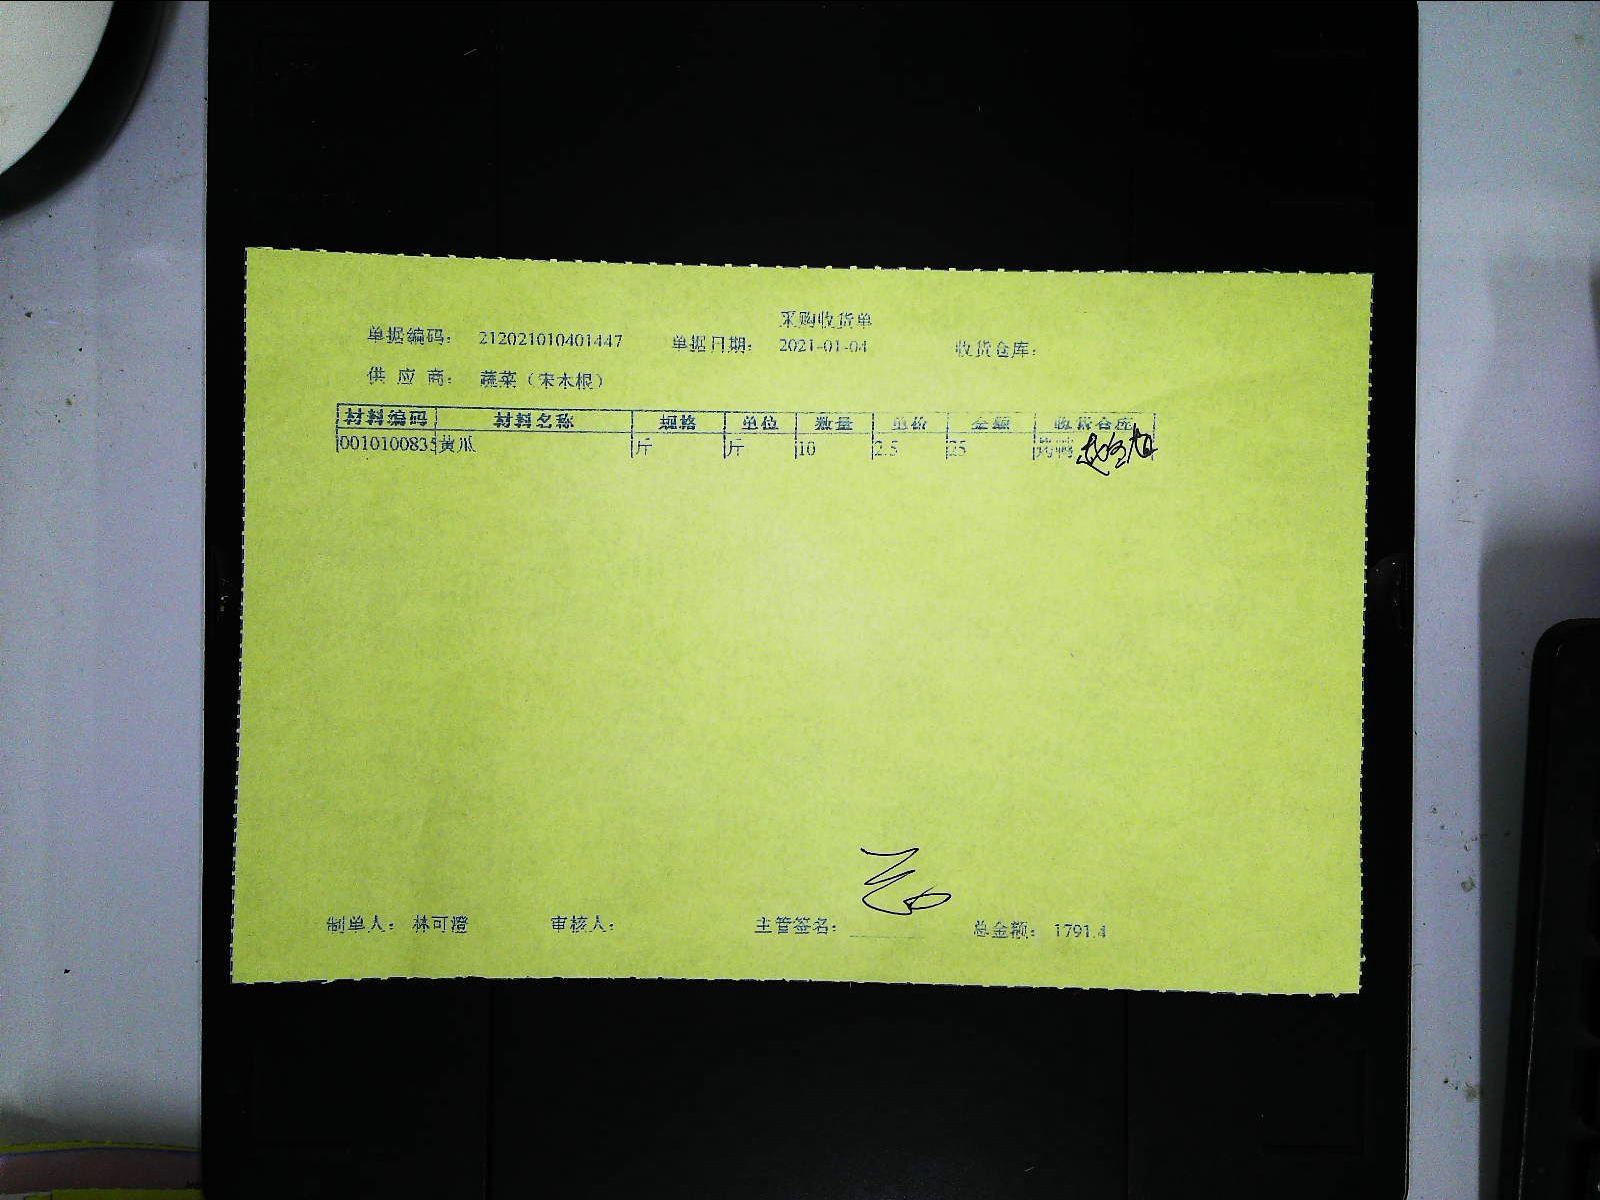 采购收货单
单据编码： 212021010401447 单据日期： 2021-01-04 收货仓库：
供 应 商： 蔬菜（宋木根）
材料编码 材料名称 规格 单位 数量 单价 金额 收货仓库
0010100835 黄瓜 斤 斤 10 2.5 25 烤鸭
制单人： 林可澄 审核人： 主管签名： 总金额： 1791.4